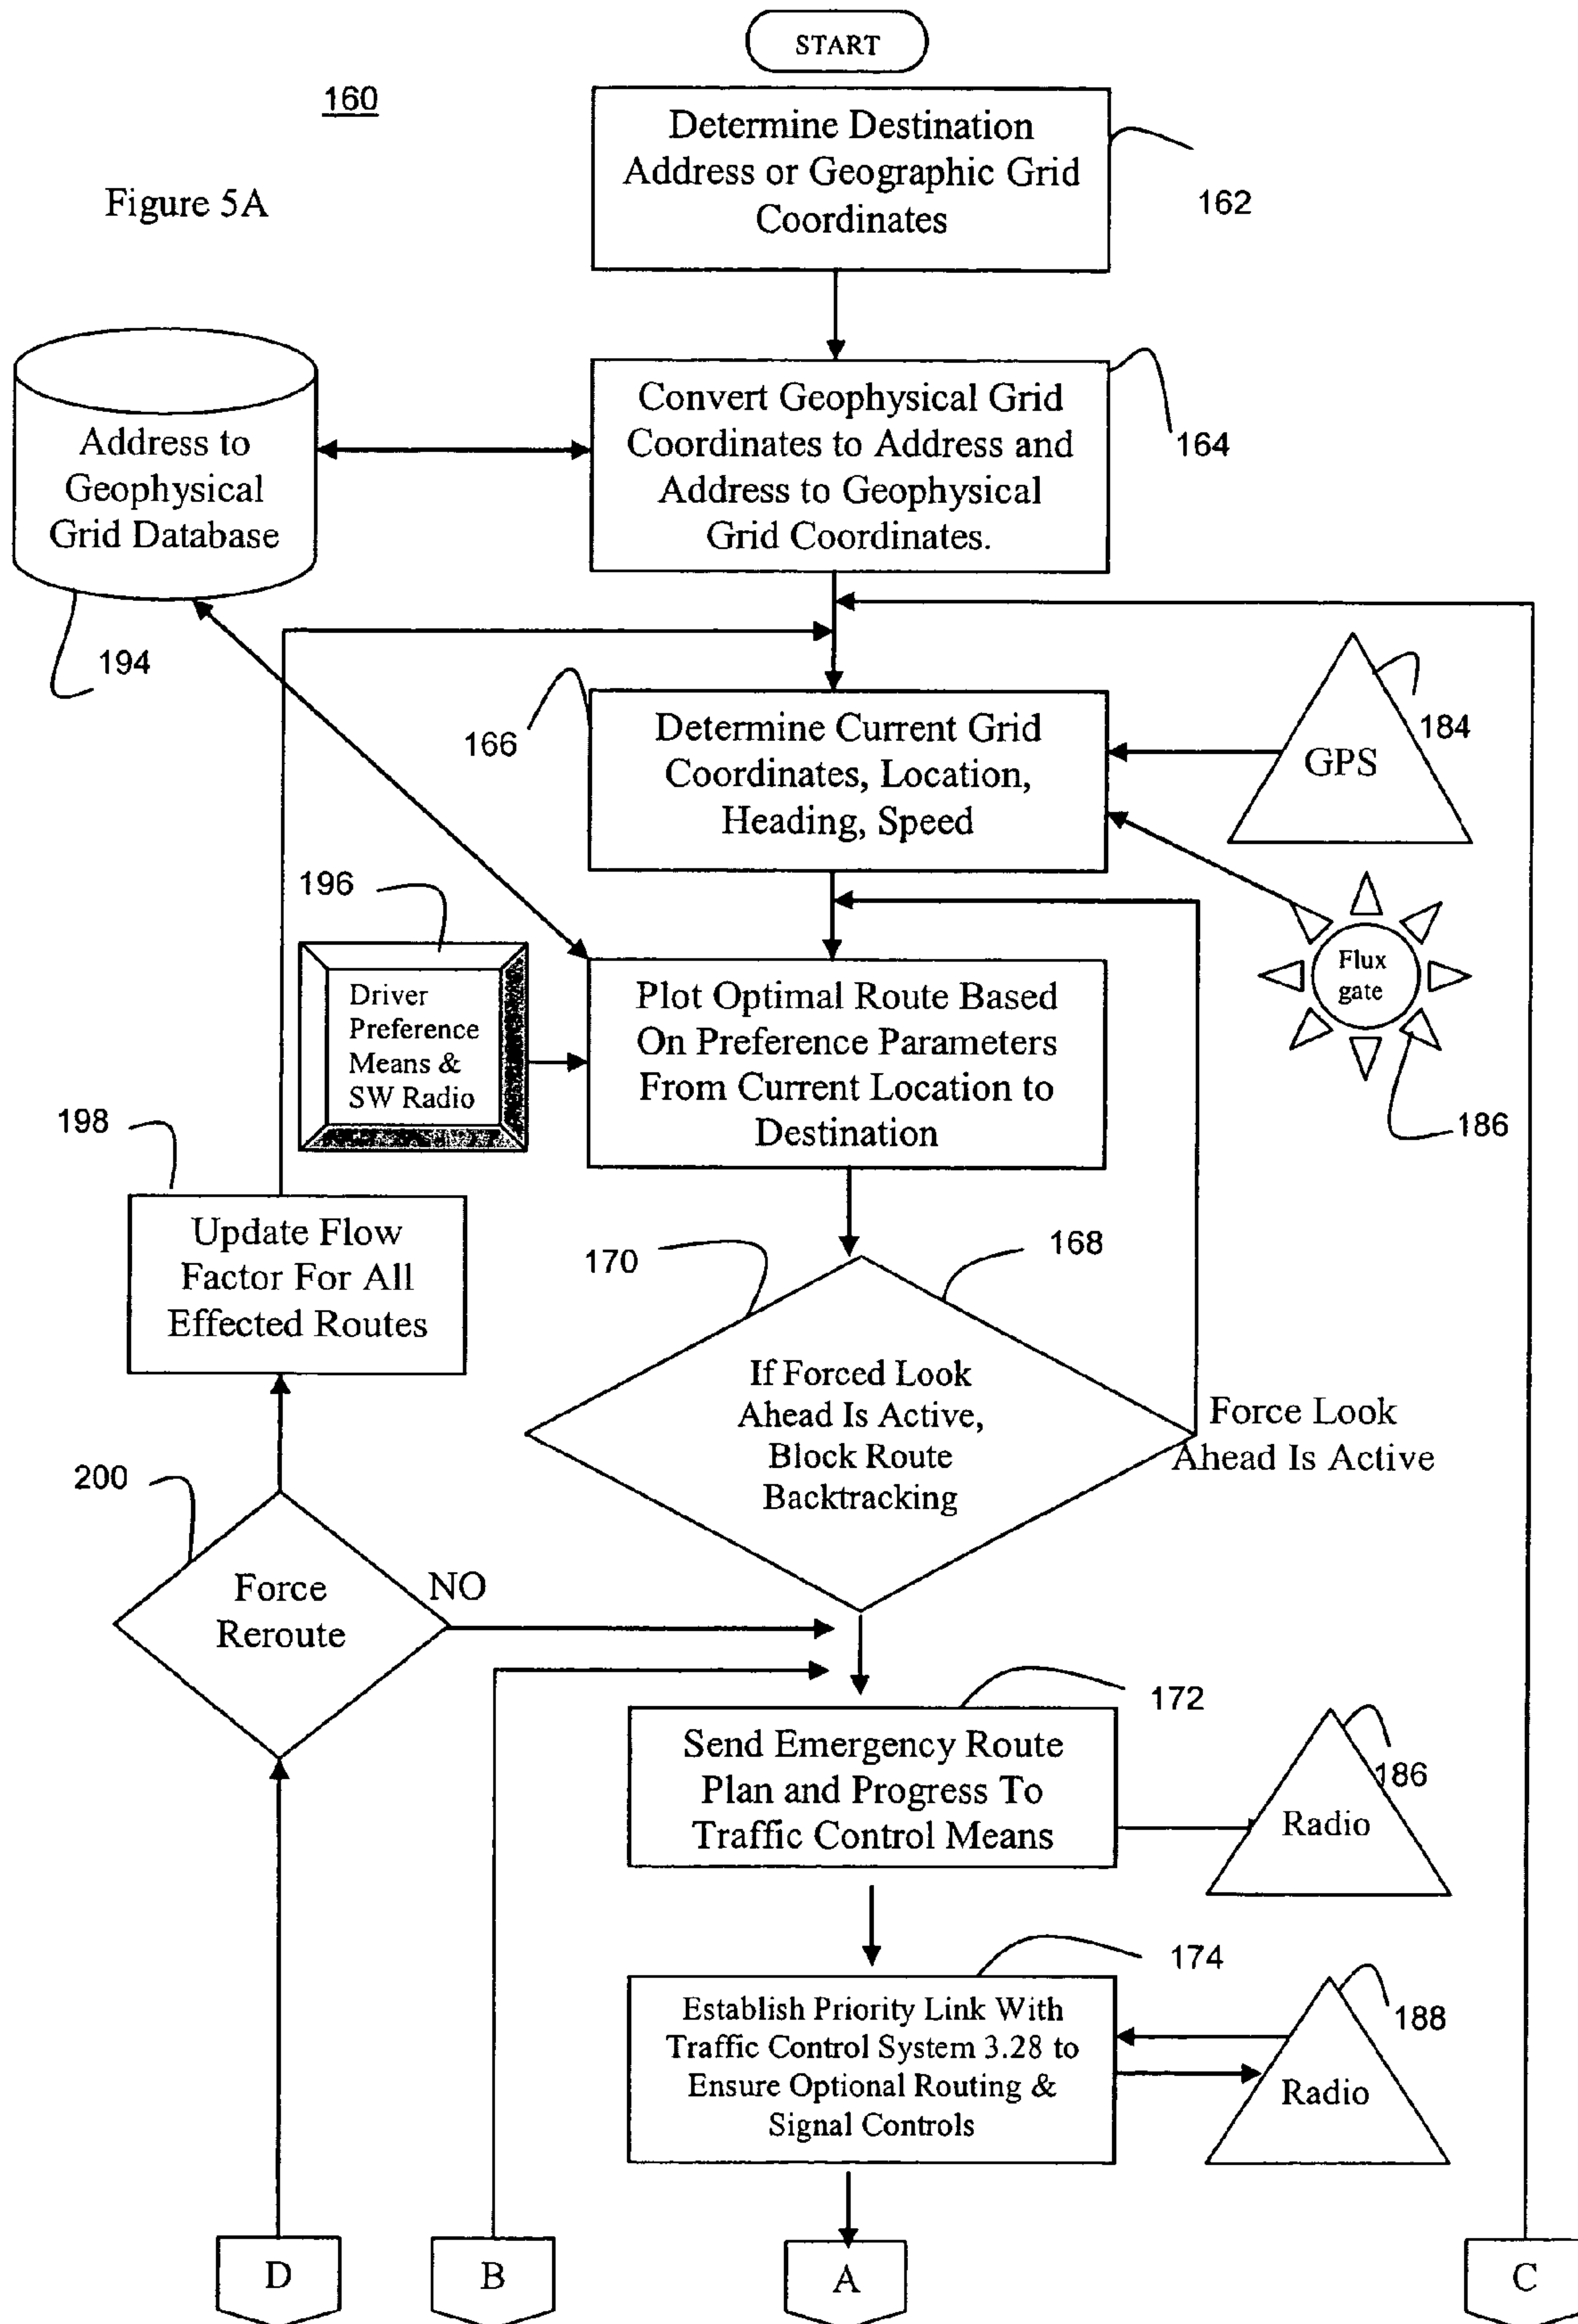 START
160
Determine Destination
Address or Geographic Grid
Coordinates
162
Figure 5A
Convert Geophysical Grid
Coordinates to Address and
Address to Geophysical
Grid Coordinates.
164
Address to
Geophysical
Grid Database
194
166
Determine Current Grid
Coordinates, Location,
Heading, Speed
184
GPS
196
Flux
gate
186
Driver
Preference
Means &
SW Radio
Plot Optimal Route Based
On Preference Parameters
From Current Location to
Destination
198
Update Flow
Factor For All
Effected Routes
170
168
If Forced Look
Ahead Is Active,
Block Route
Backtracking
Force Look
Ahead Is Active
200
Force
Reroute
NO
172
Send Emergency Route
Plan and Progress To
Traffic Control Means
186
Radio
174
Establish Priority Link With
Traffic Control System 3.28 to
Ensure Optional Routing &
Signal Controls
188
Radio
D
B
A
C